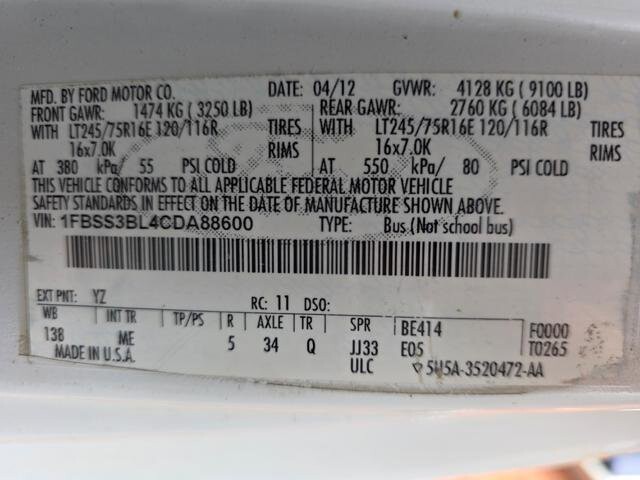 MFD. BY FORD MOTOR CO. DATE: 04/12 GVWR: 4128 KG ( 9100 LB)
FRONT GAWR: 1474 KG ( 3250 LB) REAR GAWR: 2760 KG ( 6084 LB)
WITH LT245/75R16E 120/116R TIRES WITH LT245/75R16E 120/116R TIRES
16x7.0K RIMS 16x7.0K RIMS
AT 380 kPa/ 55 PSI COLD AT 550 kPa/ 80 PSI COLD
THIS VEHICLE CONFORMS TO ALL APPLICABLE FEDERAL MOTOR VEHICLE
SAFETY STANDARDS IN EFFECT ON THE DATE OF MANUFACTURE SHOWN ABOVE.
VIN: 1FBSS3BL4CDA88600 TYPE: Bus (Not school bus)
EXT PNT: YZ RC: 11 DSO:
WB INT TR TP/PS R AXLE TR SPR BE414 F0000
138 ME 5 34 Q JJ33 E05 T0265
MADE IN U.S.A. ULC ▽5U5A-3520472-AA